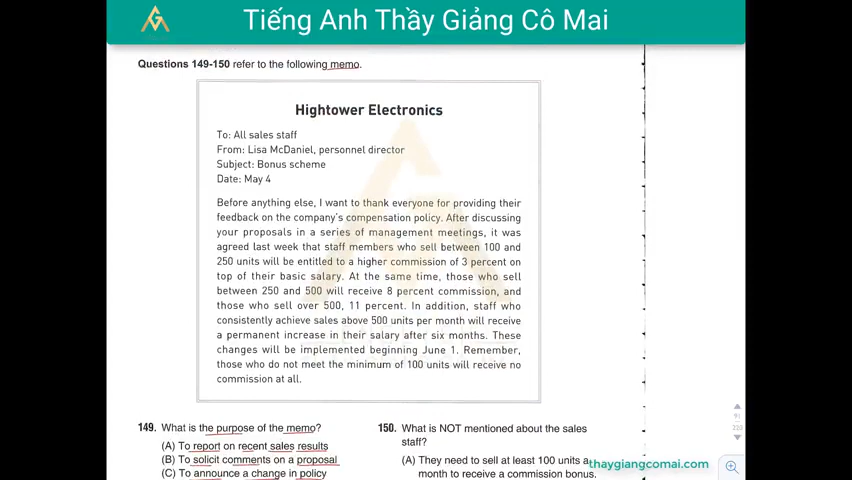 Tiếng Anh Thầy Giảng Cô Mai
Questions 149-150 refer to the following memo.
Hightower Electronics
To: All sales staff
From: Lisa McDaniel, personnel director
Subject: Bonus scheme
Date: May 4
Before anything else, I want to thank everyone for providing their
feedback on the company's compensation policy. After discussing
your proposals in a series of management meetings, it was
agreed last week that staff members who sell between 100 and
250 units will be entitled to a higher commission of 3 percent on
top of their basic salary. At the same time, those who sell
between 250 and 500 will receive 8 percent commission, and
those who sell over 500, 11 percent. In addition, staff who
consistently achieve sales above 500 units per month will receive
a permanent increase in their salary after six months. These
changes will be implemented beginning June 1. Remember,
those who do not meet the minimum of 100 units will receive no
commission at all.
149. What is the purpose of the memo?
(A) To report on recent sales results
(B) To solicit comments on a proposal
(C) To announce a change in policy
150. What is NOT mentioned about the sales
staff?
(A) They need to sell at least 100 units a
month to receive a commission bonus.
thaygiangcomai.com
91